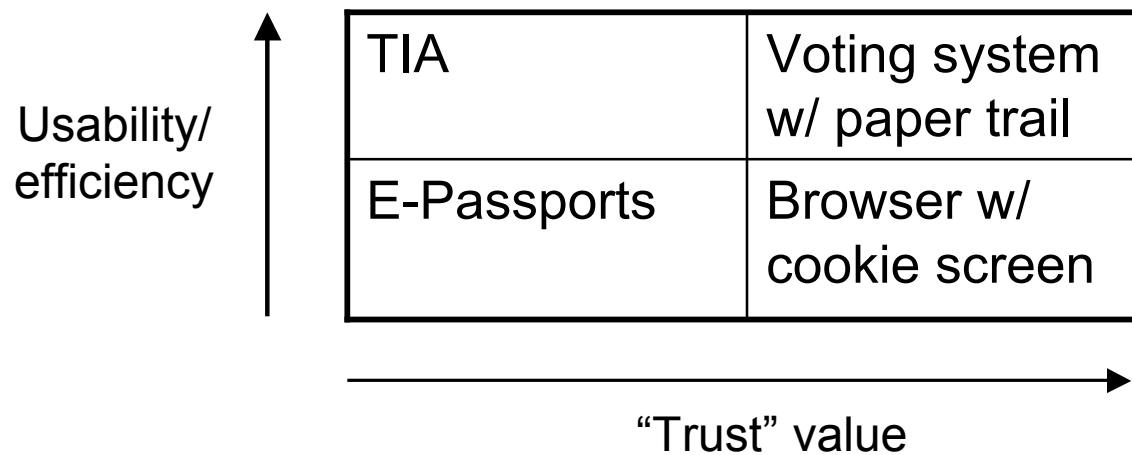 Usability/
efficiency
TIA
Voting system
w/ paper trail
E-Passports
Browser w/
cookie screen
“Trust” value